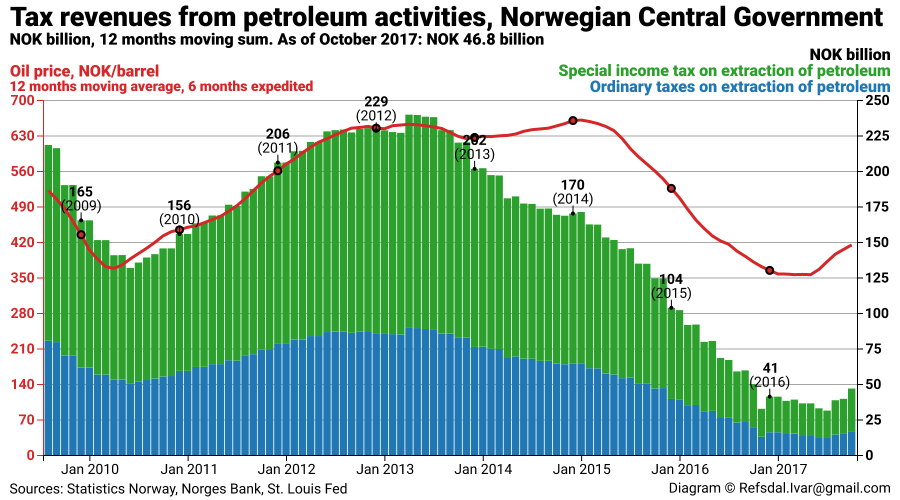 Tax revenues from petroleum activities, Norwegian Central Government
NOK billion, 12 months moving sum. As of October 2017: NOK 46.8 billion
NOK billion
Oil price, NOK/barrel
Special income tax on extraction of petroleum
12 months moving average, 6 months expedited
Ordinary taxes on extraction of petroleum
700
630
560
490
420
350
280
210
140
70
0
250
225
200
175
150
125
100
75
50
25
0
165
(2009)
156
(2010)
206
(2011)
229
(2012)
202
(2013)
170
(2014)
104
(2015)
41
(2016)
Jan 2010
Jan 2011
Jan 2012
Jan 2013
Jan 2014
Jan 2015
Jan 2016
Jan 2017
Sources: Statistics Norway, Norges Bank, St. Louis Fed
Diagram © Refsdal.Ivar@gmail.com